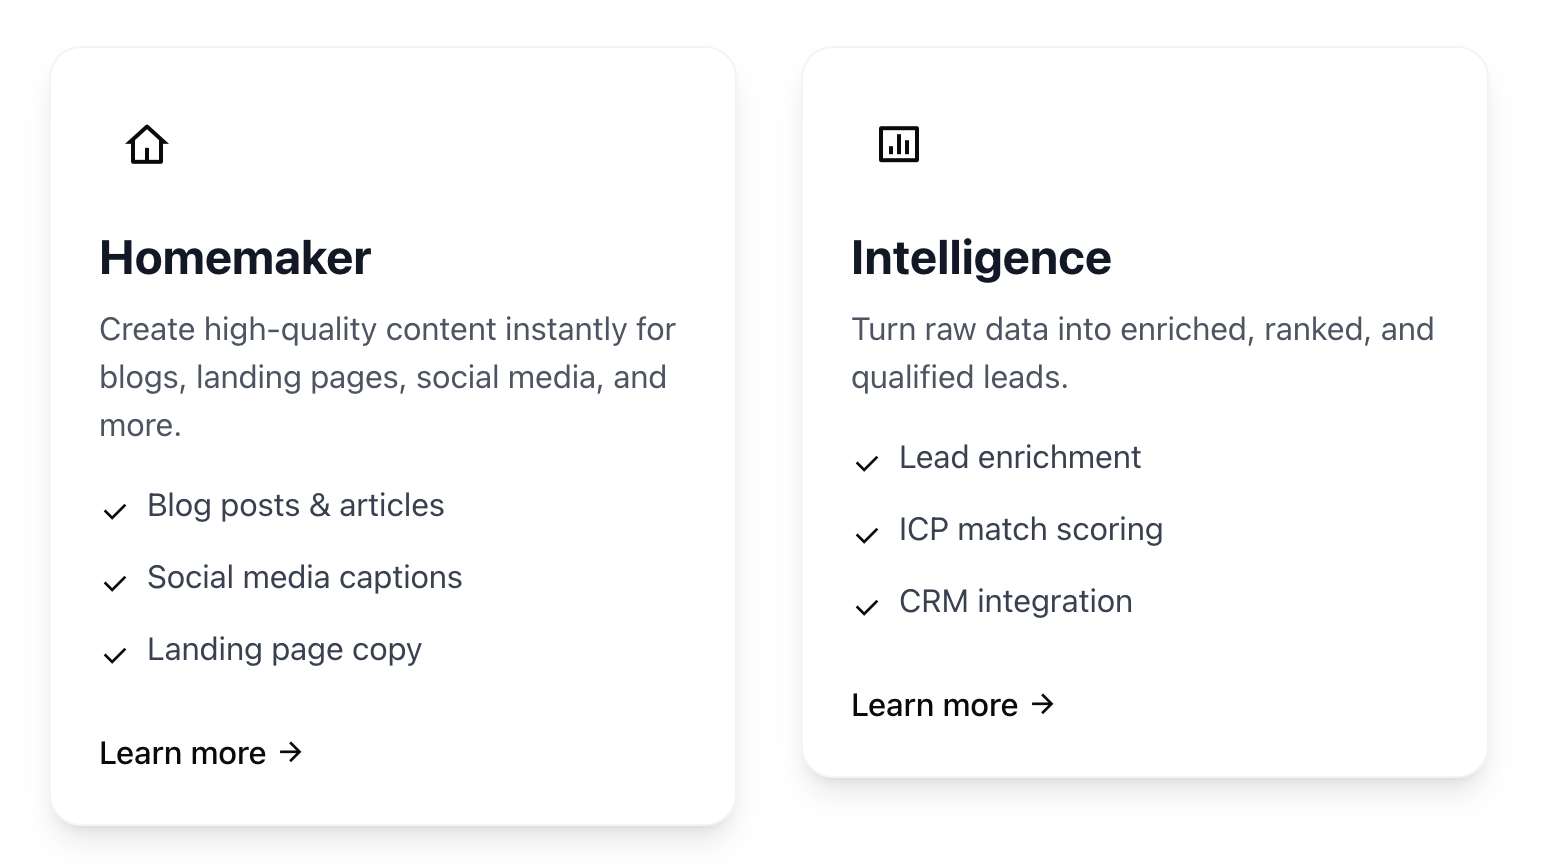 Homemaker
Create high-quality content instantly for
blogs, landing pages, social media, and
more.
Blog posts & articles
Social media captions
Landing page copy
Learn more →
Intelligence
Turn raw data into enriched, ranked, and
qualified leads.
Lead enrichment
ICP match scoring
CRM integration
Learn more →